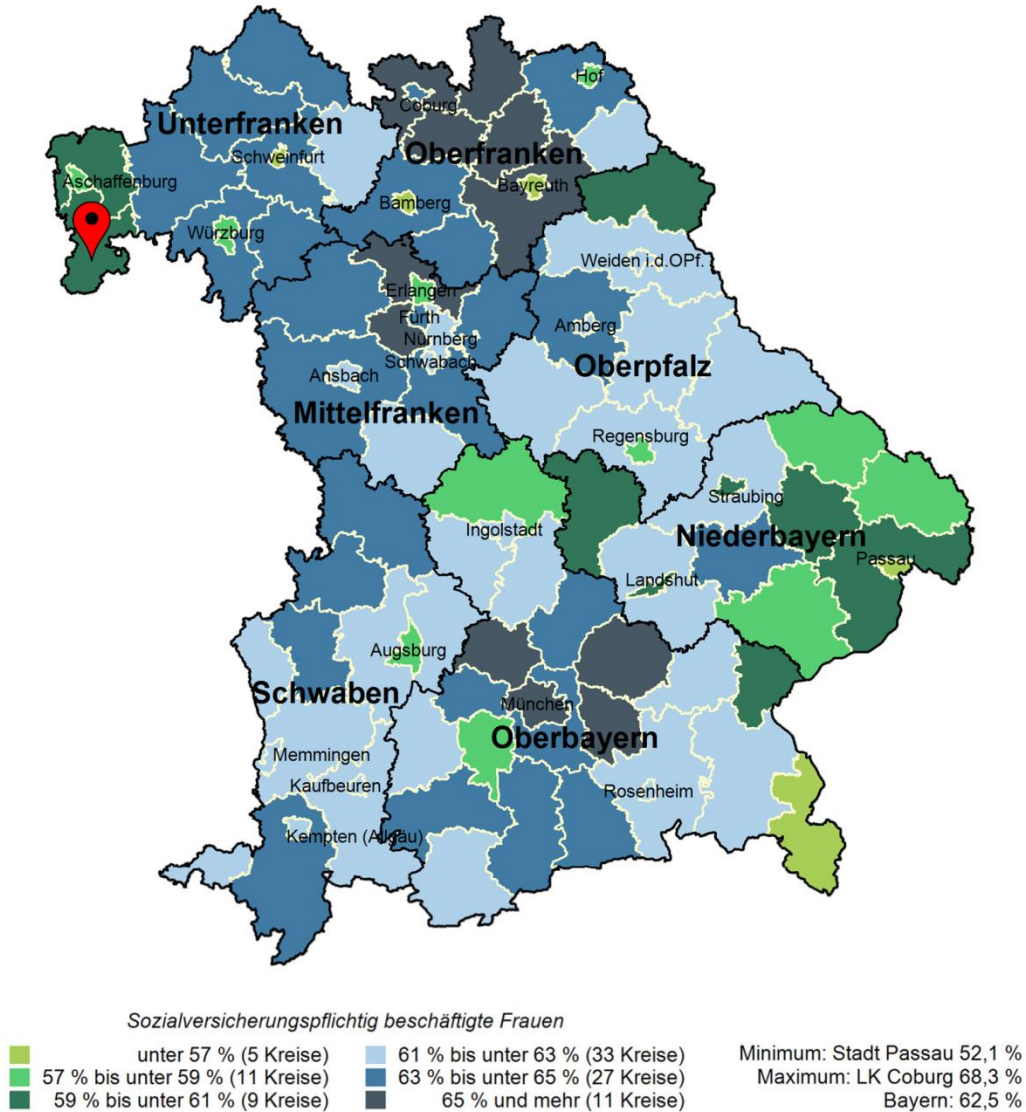 Hof
Coburg
Unterfranken
Oberfranken
Schweinfurt
Aschaffenburg
Bayreuth
Bamberg
Würzburg
Weiden i.d.OPf.
Erlangen
Fürth
Amberg
Nürnberg
Schwabach
Oberpfalz
Ansbach
Mittelfranken
Regensburg
Straubing
Ingolstadt
Niederbayern
Passau
Landshut
Augsburg
Schwaben
München
Oberbayern
Memmingen
Kaufbeuren
Rosenheim
Kempten (Allgäu)
Sozialversicherungspflichtig beschäftigte Frauen
unter 57 % (5 Kreise)
57 % bis unter 59 % (11 Kreise)
59 % bis unter 61 % (9 Kreise)
61 % bis unter 63 % (33 Kreise)
63 % bis unter 65 % (27 Kreise)
65 % und mehr (11 Kreise)
Minimum: Stadt Passau 52,1 %
Maximum: LK Coburg 68,3 %
Bayern: 62,5 %